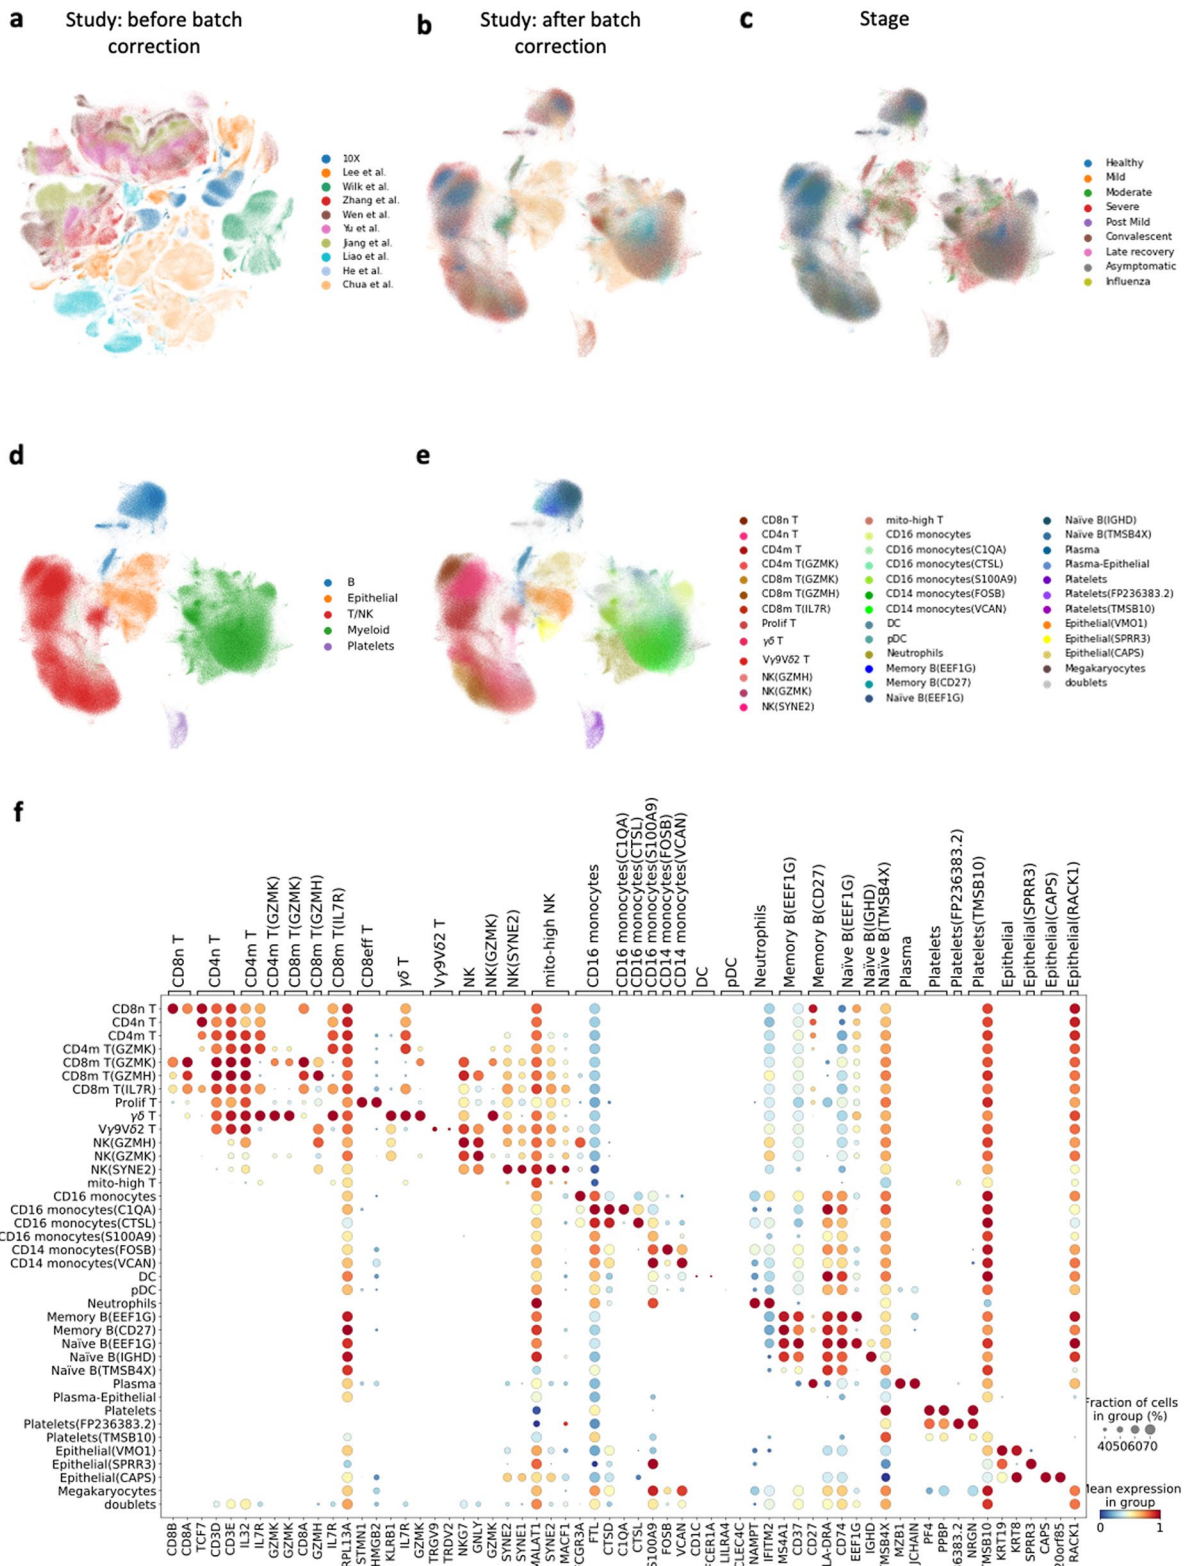 a
Study: before batch
correction
10X
Lee et al.
Wilk et al.
Zhang et al.
Wen et al.
Yu et al.
Jiang et al.
Liao et al.
He et al.
Chua et al.
b
Study: after batch
correction
c
Stage
Healthy
Mild
Moderate
Severe
Post Mild
Convalescent
Late recovery
Asymptomatic
Influenza
d
B
Epithelial
T/NK
Myeloid
Platelets
e
CD8n T
CD4n T
CD4m T
CD4m T(GZMK)
CD8m T(GZMK)
CD8m T(GZMH)
CD8m T(IL7R)
Prolif T
γδ T
Vγ9Vδ2 T
NK(GZMH)
NK(GZMK)
NK(SYNE2)
mito-high T
CD16 monocytes
CD16 monocytes(C1QA)
CD16 monocytes(CTSL)
CD16 monocytes(S100A9)
CD14 monocytes(FOSB)
CD14 monocytes(VCAN)
DC
pDC
Neutrophils
Memory B(EEF1G)
Memory B(CD27)
Naïve B(EEF1G)
Naïve B(IGHD)
Naïve B(TMSB4X)
Plasma
Plasma-Epithelial
Platelets
Platelets(FP236383.2)
Platelets(TMSB10)
Epithelial(VMO1)
Epithelial(SPRR3)
Epithelial(CAPS)
Megakaryocytes
doublets
f
CD8n T
CD4n T
CD4m T
CD4m T(GZMK)
CD8m T(GZMK)
CD8m T(GZMH)
CD8m T(IL7R)
CD8eff T
γδ T
Vγ9Vδ2 T
NK
NK(GZMK)
NK(SYNE2)
mito-high NK
CD16 monocytes
CD16 monocytes(C1QA)
CD16 monocytes(CTSL)
CD16 monocytes(S100A9)
CD14 monocytes(FOSB)
CD14 monocytes(VCAN)
DC
pDC
Neutrophils
Memory B(EEF1G)
Memory B(CD27)
Naïve B(EEF1G)
Naïve B(IGHD)
Naïve B(TMSB4X)
Plasma
Platelets
Platelets(FP236383.2)
Platelets(TMSB10)
Epithelial
Epithelial(SPRR3)
Epithelial(CAPS)
Epithelial(RACK1)
CD8n T
CD4n T
CD4m T
CD4m T(GZMK)
CD8m T(GZMK)
CD8m T(GZMH)
CD8m T(IL7R)
Prolif T
γδ T
Vγ9Vδ2 T
NK(GZMH)
NK(GZMK)
NK(SYNE2)
mito-high T
CD16 monocytes
CD16 monocytes(C1QA)
CD16 monocytes(CTSL)
CD16 monocytes(S100A9)
CD14 monocytes(FOSB)
CD14 monocytes(VCAN)
DC
pDC
Neutrophils
Memory B(EEF1G)
Memory B(CD27)
Naïve B(EEF1G)
Naïve B(IGHD)
Naïve B(TMSB4X)
Plasma
Plasma-Epithelial
Platelets
Platelets(FP236383.2)
Platelets(TMSB10)
Epithelial(VMO1)
Epithelial(SPRR3)
Epithelial(CAPS)
Megakaryocytes
doublets
CD8B
CD8A
TCF7
CD3D
CD3E
IL32
IL7R
GZMK
GZMK
CD8A
GZMH
IL7R
RPL13A
STMN1
HMGB2
KLRB1
IL7R
GZMK
TRGV9
TRDV2
NKG7
GNLY
GZMK
SYNE2
SYNE1
MALAT1
SYNE2
MACF1
FCGR3A
FTL
CTSD
C1QA
CTSL
S100A9
FOSB
VCAN
CD1C
FCER1A
LILRA4
CLEC4C
NAMPT
IFITM2
MS4A1
CD37
CD27
LA-DRA
CD74
EEF1G
IGHD
TMSB4X
MZB1
JCHAIN
PF4
PPBP
6383.2
NRGN
TMSB10
KRT19
KRT8
SPRR3
CAPS
20orf85
RACK1
Fraction of cells
in group (%)
40506070
Mean expression
in group
0 1